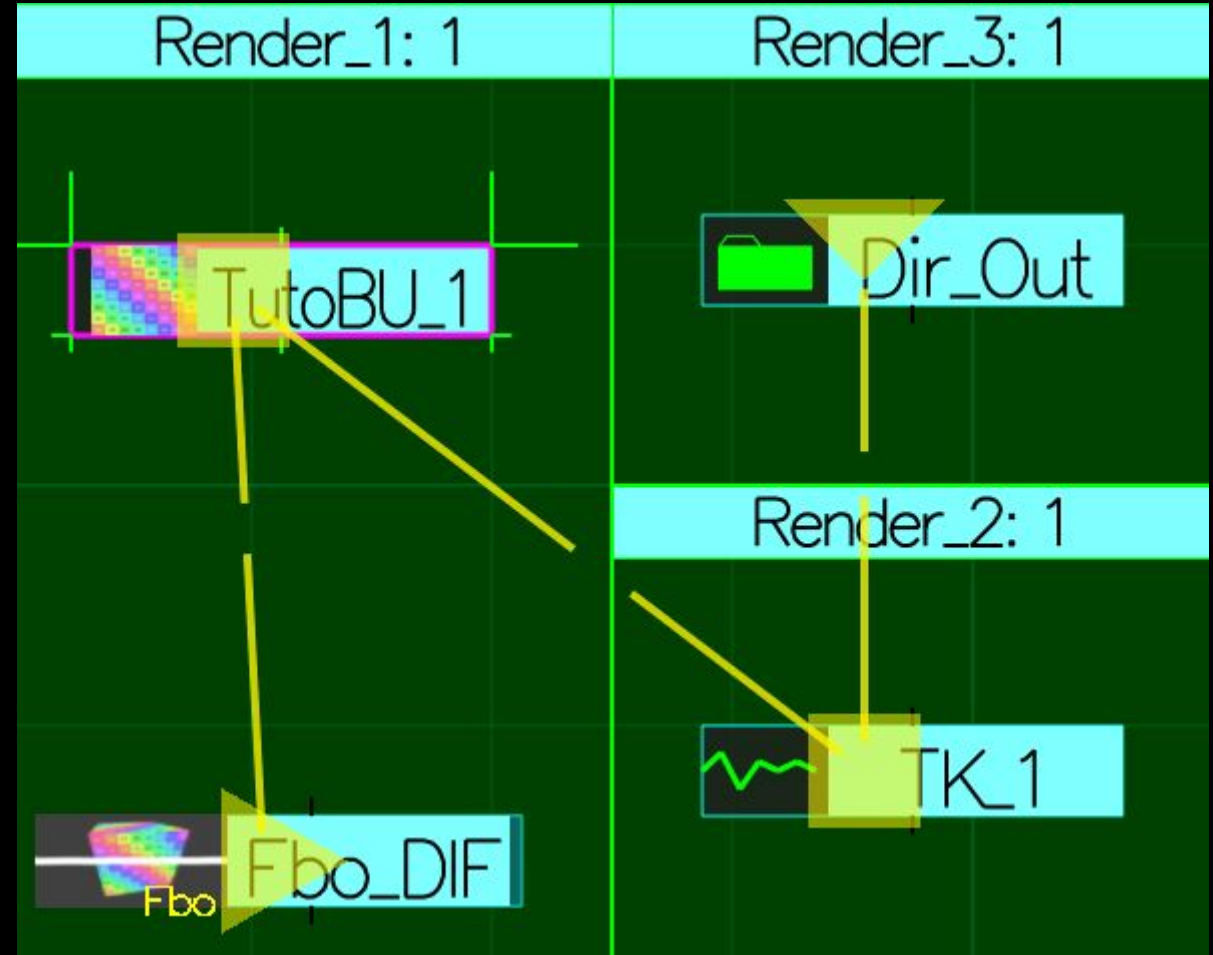 Render_1: 1
TutoBU_1
Fbo
Fbo_DIF
Render_3: 1
Dir_Out
Render_2: 1
TK_1